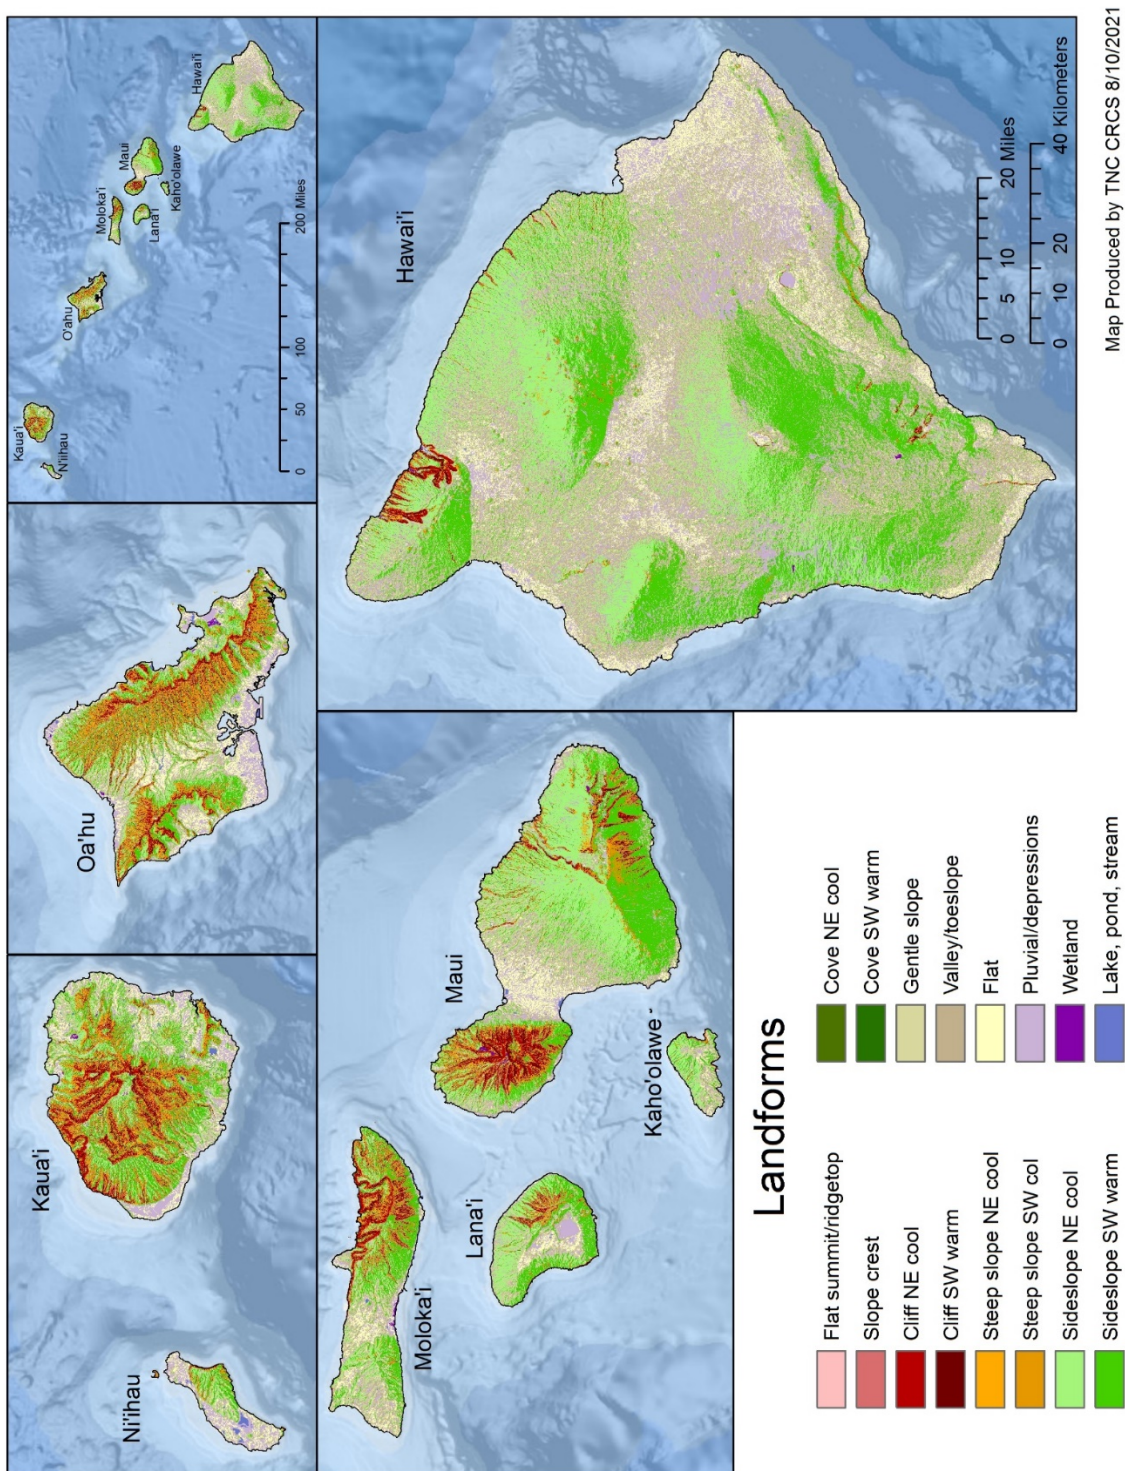 Ni'ihau
Kaua'i
Oa'hu
Kaua'i
N'iihau
O'ahu
Moloka'i
Maui
Lana'i
Kaho'olawe
Hawai'i
0 50 100 200 Miles
Moloka'i
Lana'i
Maui
Kaho'olawe
Hawai'i
0 5 10 20 Miles
0 10 20 40 Kilometers
Landforms
Flat summit/ridgetop
Slope crest
Cliff NE cool
Cliff SW warm
Steep slope NE cool
Steep slope SW col
Sideslope NE cool
Sideslope SW warm
Cove NE cool
Cove SW warm
Gentle slope
Valley/toeslope
Flat
Pluvial/depressions
Wetland
Lake, pond, stream
Map Produced by TNC CRCS 8/10/2021